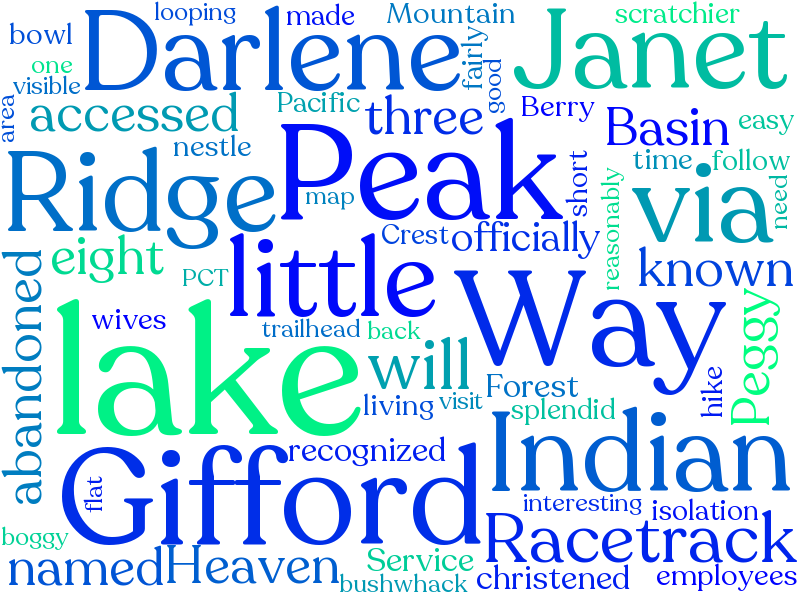 looping
made
Mountain
scratchier
bowl
Darlene
fairly
Janet
one
visible
good
area
accessed
Pacific
three
Berry
Basin
easy
nestle
Peak
short
time
follow
Ridge
map
via
need
reasonably
Crest
officially
eight
little
known
abandoned
PCT
Way
wives
lake
trailhead
back
will
Forest
Peggy
hike
living
visit
splendid
Indian
recognized
Gifford
flat
interesting
isolation
boggy
Racetrack
named
Heaven
Service
bushwhack
christened
employees